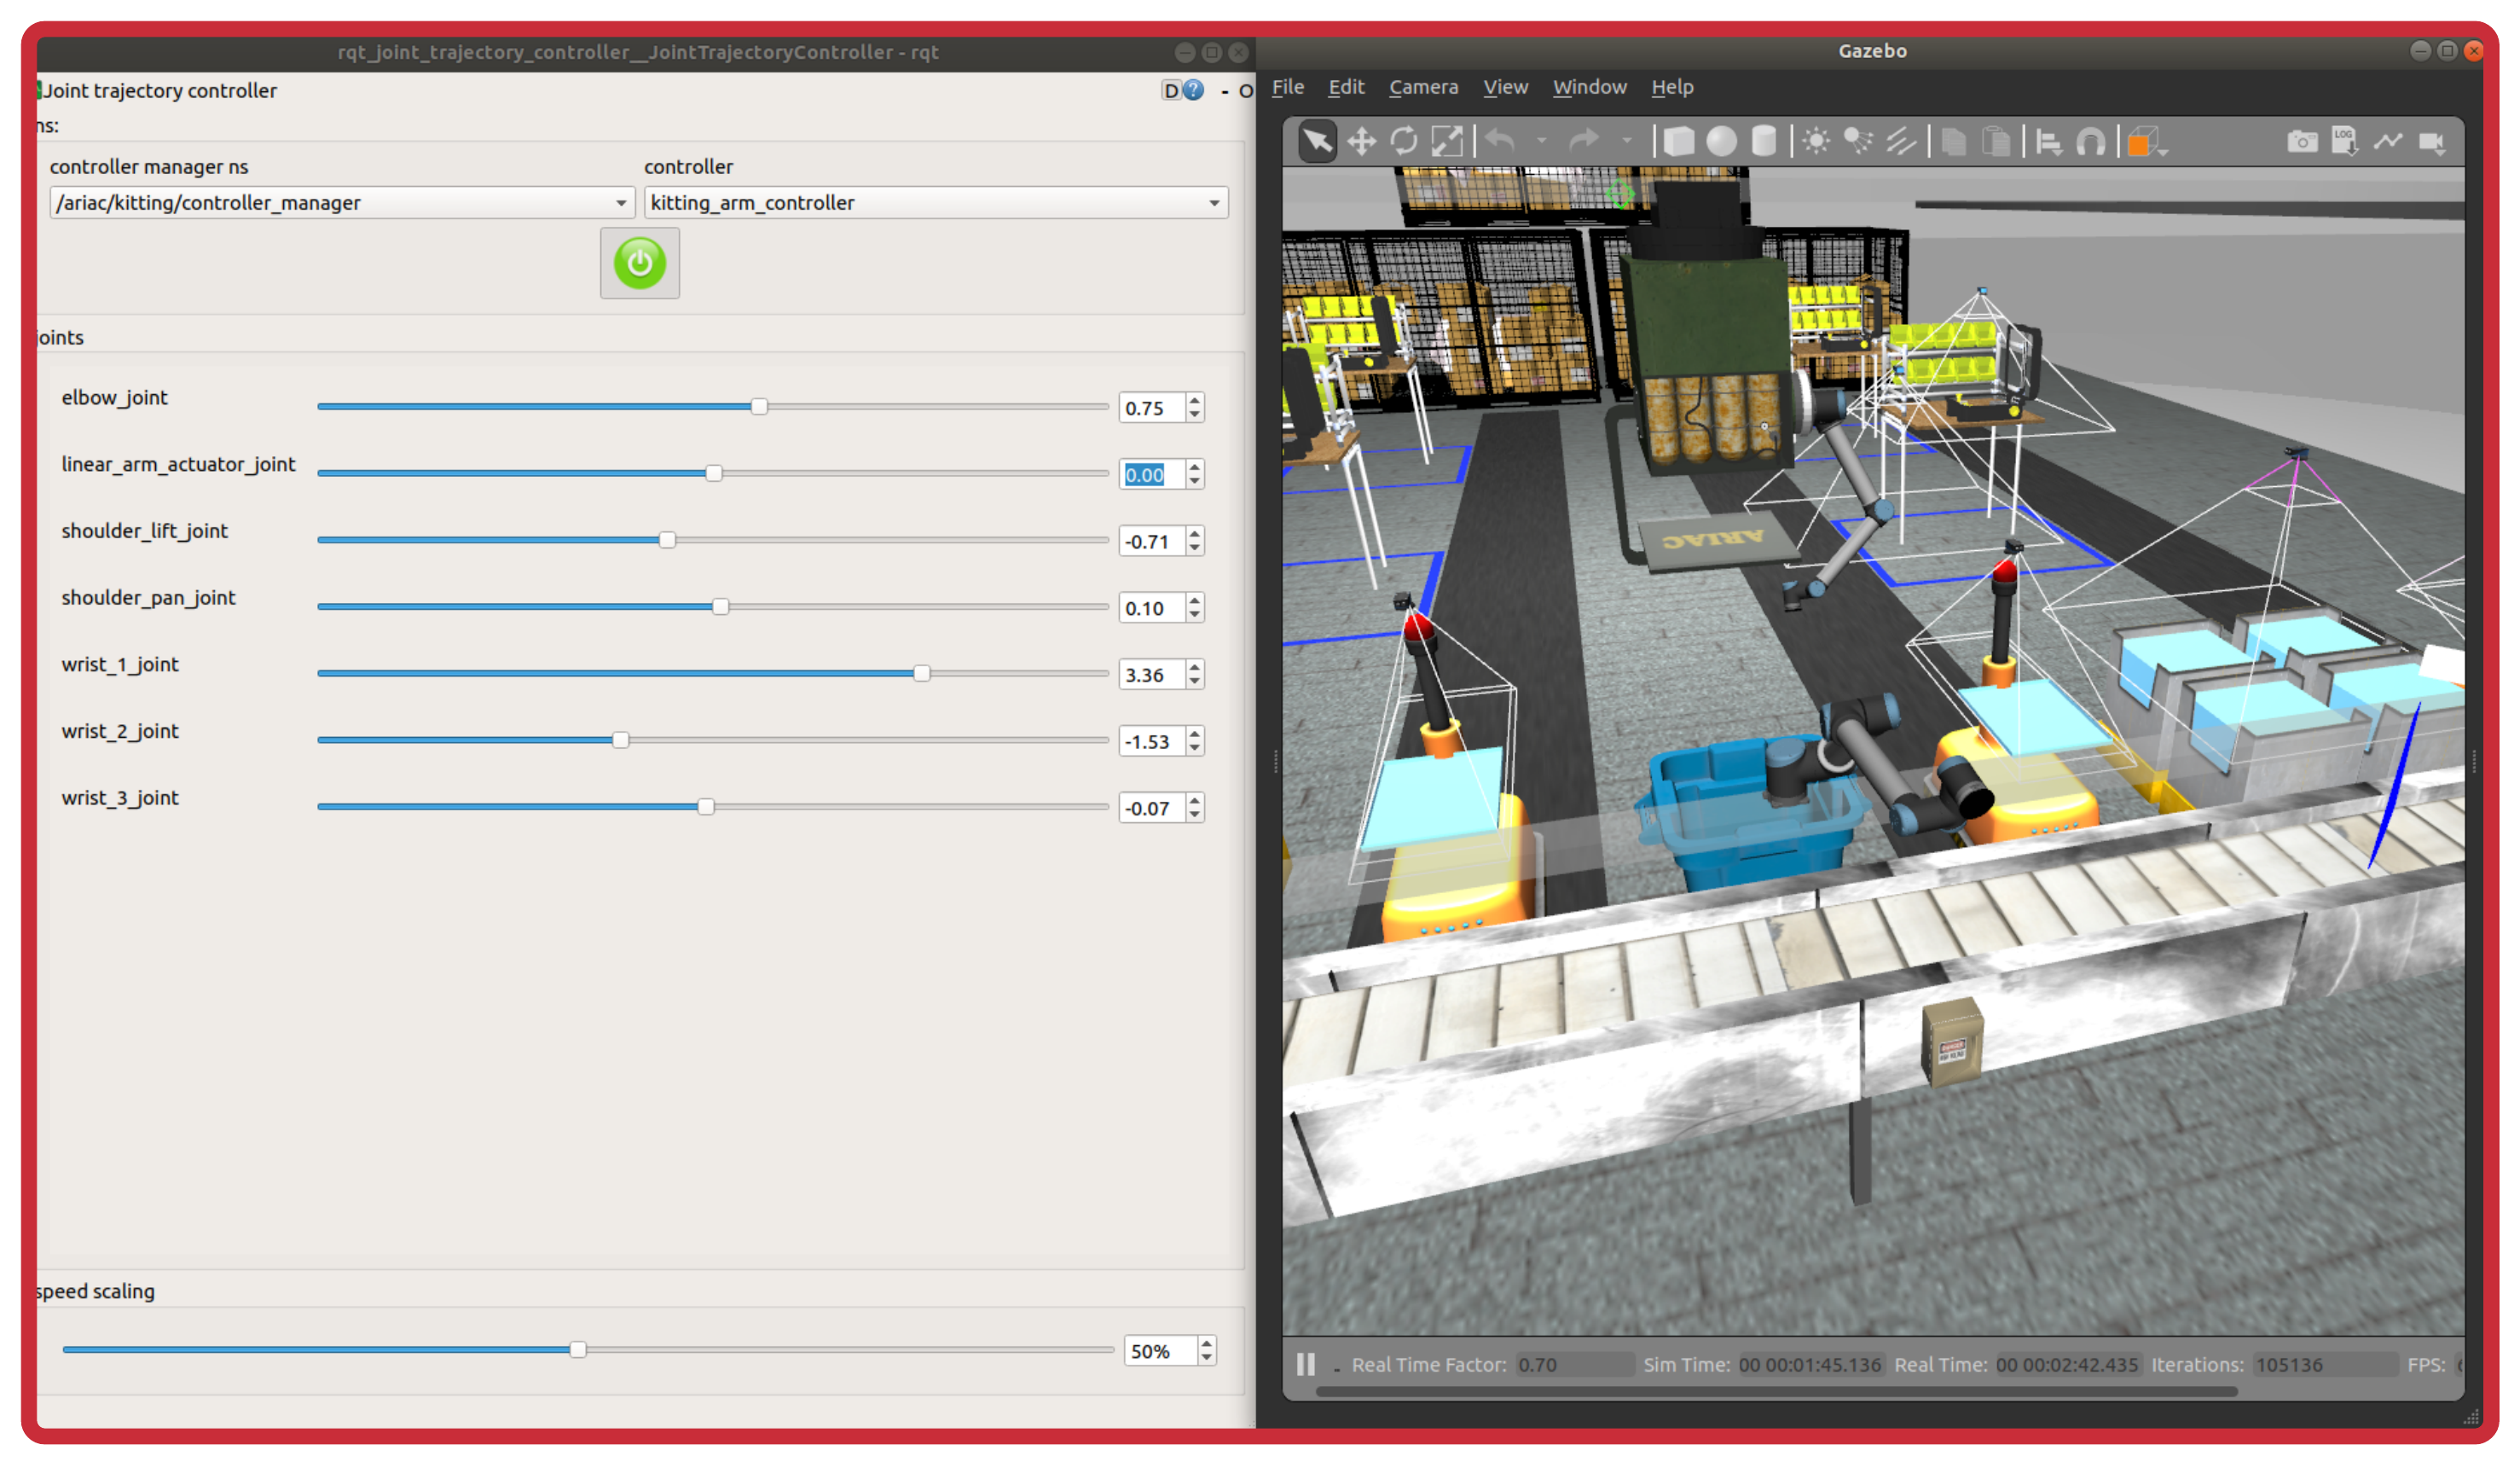 rqt_joint_trajectory_controller__JointTrajectoryController - rqt
Joint trajectory controller
D
?
- O
ns:
controller manager ns
controller
/ariac/kitting/controller_manager
kitting_arm_controller
joints
elbow_joint
0.75
linear_arm_actuator_joint
0.00
shoulder_lift_joint
-0.71
shoulder_pan_joint
0.10
wrist_1_joint
3.36
wrist_2_joint
-1.53
wrist_3_joint
-0.07
speed scaling
50%
Gazebo
File Edit Camera View Window Help
LOG
ARIAC
DANGER
Real Time Factor: 0.70 Sim Time: 00 00:01:45.136 Real Time: 00 00:02:42.435 Iterations: 105136 FPS: